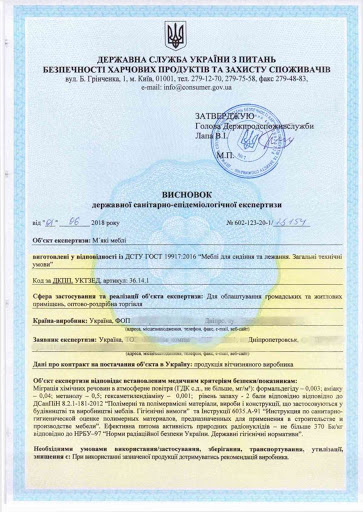 ДЕРЖАВНА СЛУЖБА УКРАЇНИ З ПИТАНЬ
БЕЗПЕЧНОСТІ ХАРЧОВИХ ПРОДУКТІВ ТА ЗАХИСТУ СПОЖИВАЧІВ
вул. Б. Грінченка, 1, м. Київ, 01001, тел. 279-12-70, 279-75-58, факс 279-48-83,
e-mail: info@consumer.gov.ua
ЗАТВЕРДЖУЮ
Голова Держпродспоживслужби
Лапа В.І.
М.П.
ВИСНОВОК
державної санітарно-епідеміологічної експертизи
від "01" 06 2018 року № 602-123-20-1/
Об'єкт експертизи: М`які меблі
виготовлені у відповідності із ДСТУ ГОСТ 19917:2016 "Меблі для сидіння та лежання. Загальні технічні
умови"
Код за ДКПП, УКТЗЕД, артикул: 36.14.1
Сфера застосування та реалізації об'єкта експертизи: Для облаштування громадських та житлових
приміщень, оптово-роздрібна торгівля
Країна-виробник: Україна, ФОП Дніпро,
(адреса, місцезнаходження, телефон, факс, e-mail, веб-сайт)
Заявник експертизи: Україна, Дніпропетровськ.
(адреса, місцезнаходження, телефон, факс, e-mail, веб-сайт)
Дані про контракт на постачання об'єкта в Україну: продукція вітчизняного виробника
Об'єкт експертизи відповідає встановленим медичним критеріям безпеки/показникам:
Міграція хімічних речовин в атмосферне повітря (ГДК с.д., не більше, мг/м³): формальдегіду – 0,003; аміаку
– 0,04; метанолу – 0,5; гексаметилендіаміну – 0,001; рівень запаху - 2 бали відповідно відповідно до
ДСанПіН 8.2.1-181-2012 "Полімерні та полімервмісні матеріали, вироби і конструкції, що застосовуються у
будівництві та виробництві меблів. Гігієнічні вимоги" та Інструкції 6035.А-91 "Инструкция по санитарно-
гигиенической оценке полимерных материалов, предназначенных для применения в строительстве и
производстве мебели". Ефективна питома активність природних радіонуклідів – не більше 370 Бк/кг
відповідно до НРБУ–97 "Норми радіаційної безпеки України. Державні гігієнічні нормативи".
Необхідними умовами використання/застосування, зберігання, транспортування, утилізації,
знищення є: При використанні зазначеної продукції дотримуватись рекомендацій виробника.